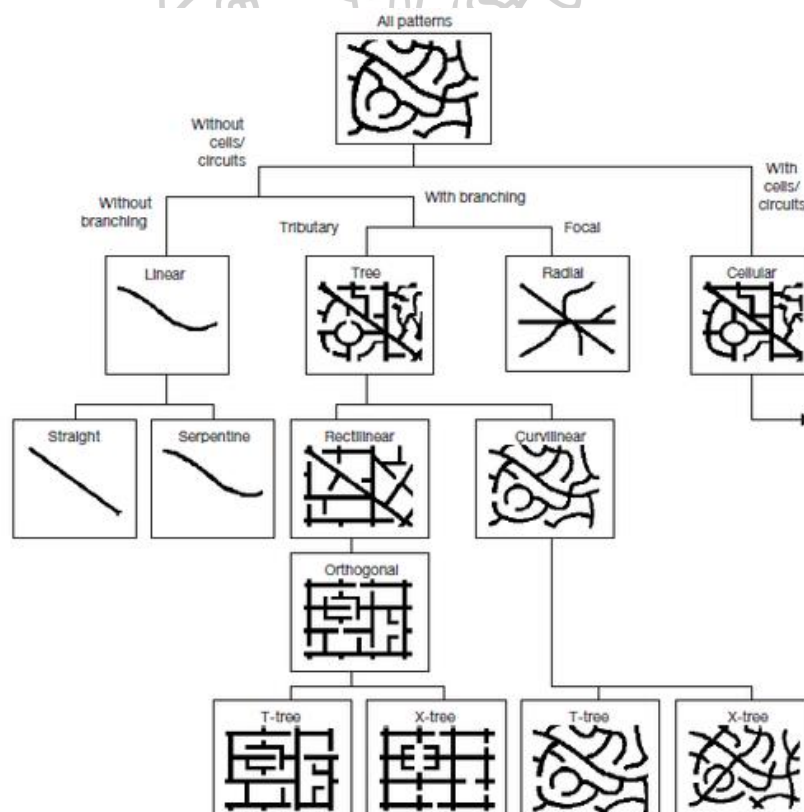 All patterns
Without
cells/
circuits
With
cells/
circuits
Without
branching
With branching
Tributary
Focal
Linear
Tree
Radial
Cellular
Straight
Serpentine
Rectilinear
Curvilinear
Orthogonal
T-tree
X-tree
T-tree
X-tree